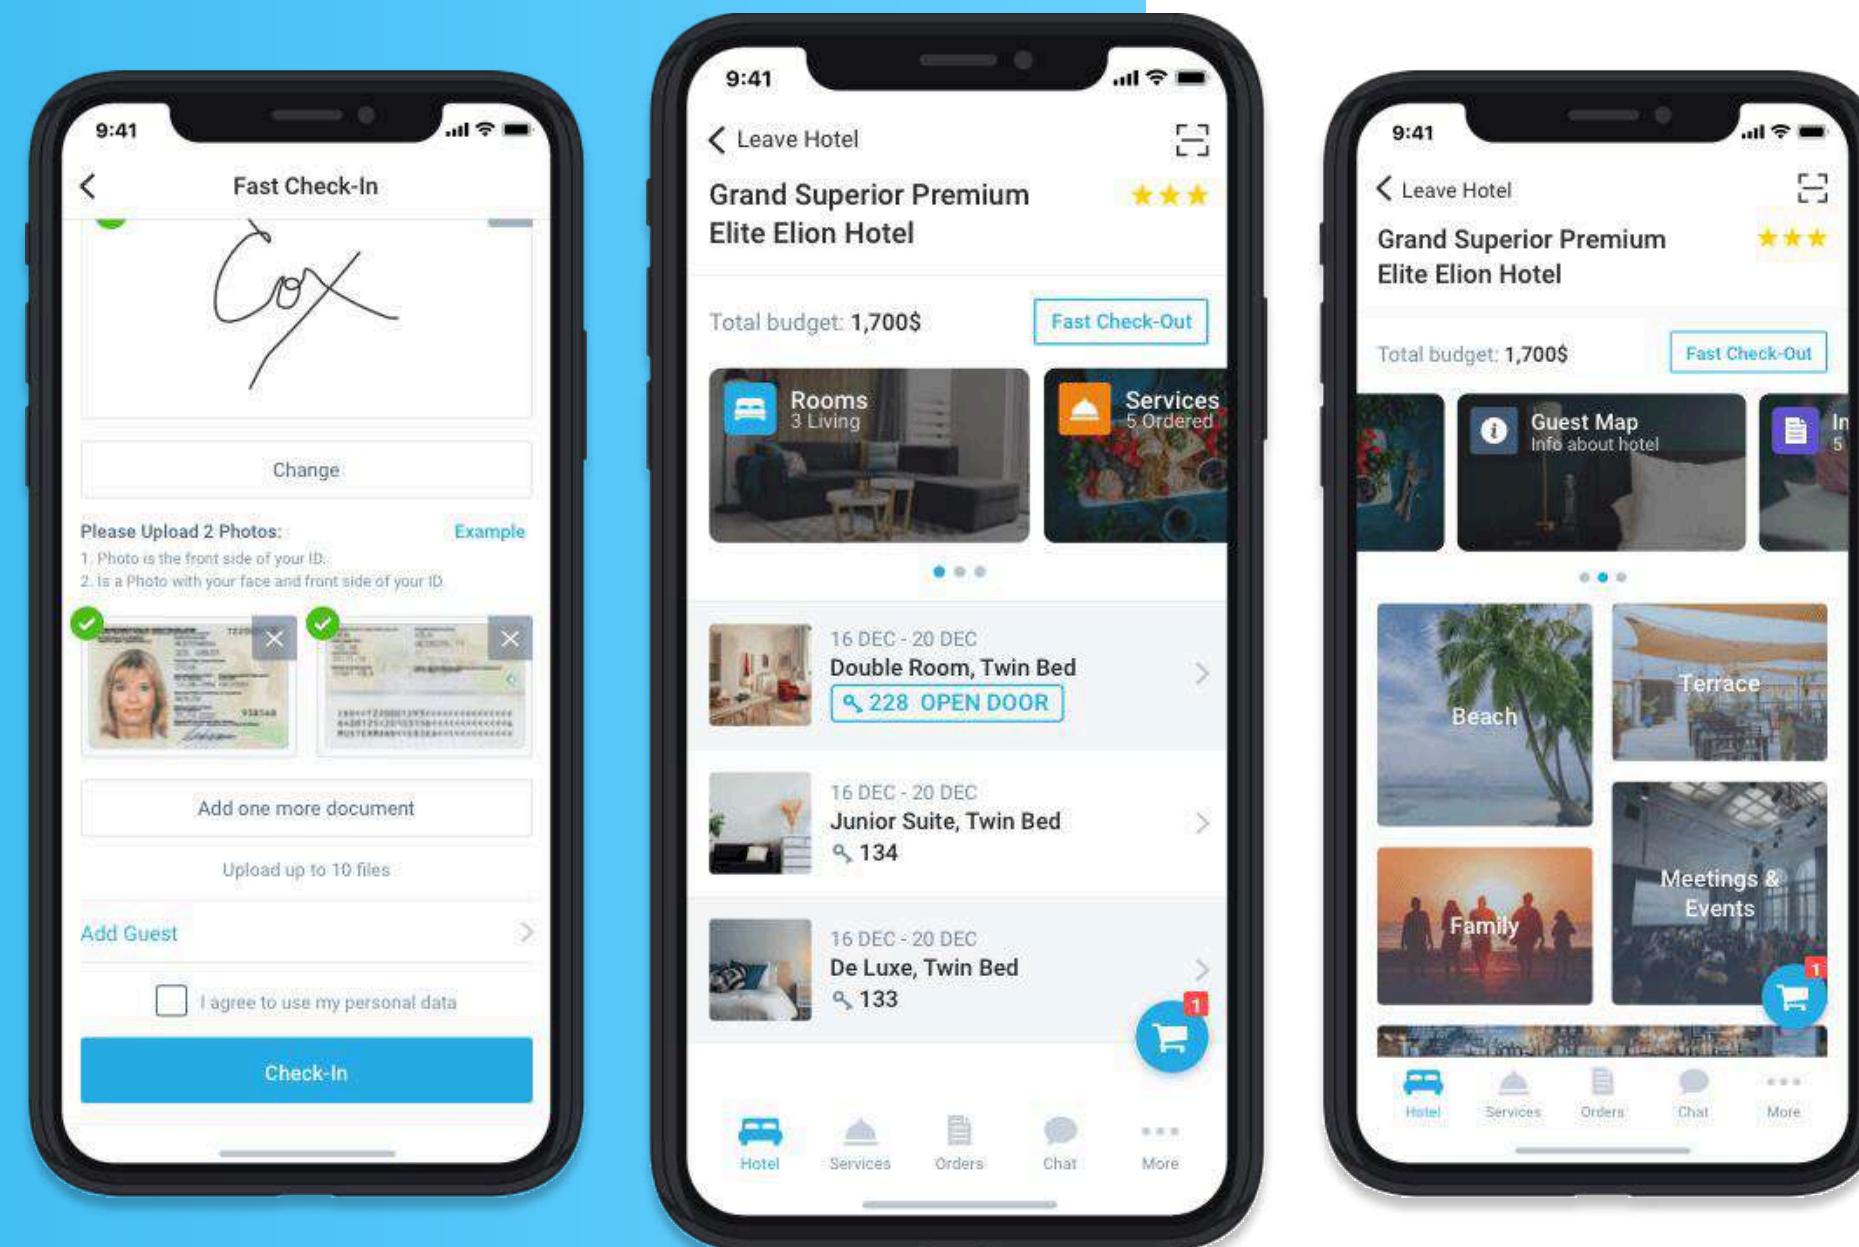 9:41
Fast Check-In
Cox
Change
Please Upload 2 Photos:
Example
1. Photo is the front side of your ID.
2. Is a Photo with your face and front side of your ID.
Add one more document
Upload up to 10 files
Add Guest
I agree to use my personal data
Check-In
9:41
Leave Hotel
Grand Superior Premium
Elite Elion Hotel
Total budget: 1,700$
Fast Check-Out
Rooms
3 Living
Services
5 Ordered
16 DEC - 20 DEC
Double Room, Twin Bed
228 OPEN DOOR
16 DEC - 20 DEC
Junior Suite, Twin Bed
134
16 DEC - 20 DEC
De Luxe, Twin Bed
133
1
Hotel
Services
Orders
Chat
More
9:41
Leave Hotel
Grand Superior Premium
Elite Elion Hotel
Total budget: 1,700$
Fast Check-Out
Guest Map
Info about hotel
In
5
Beach
Terrace
Family
Meetings &
Events
1
Hotel
Services
Orders
Chat
More